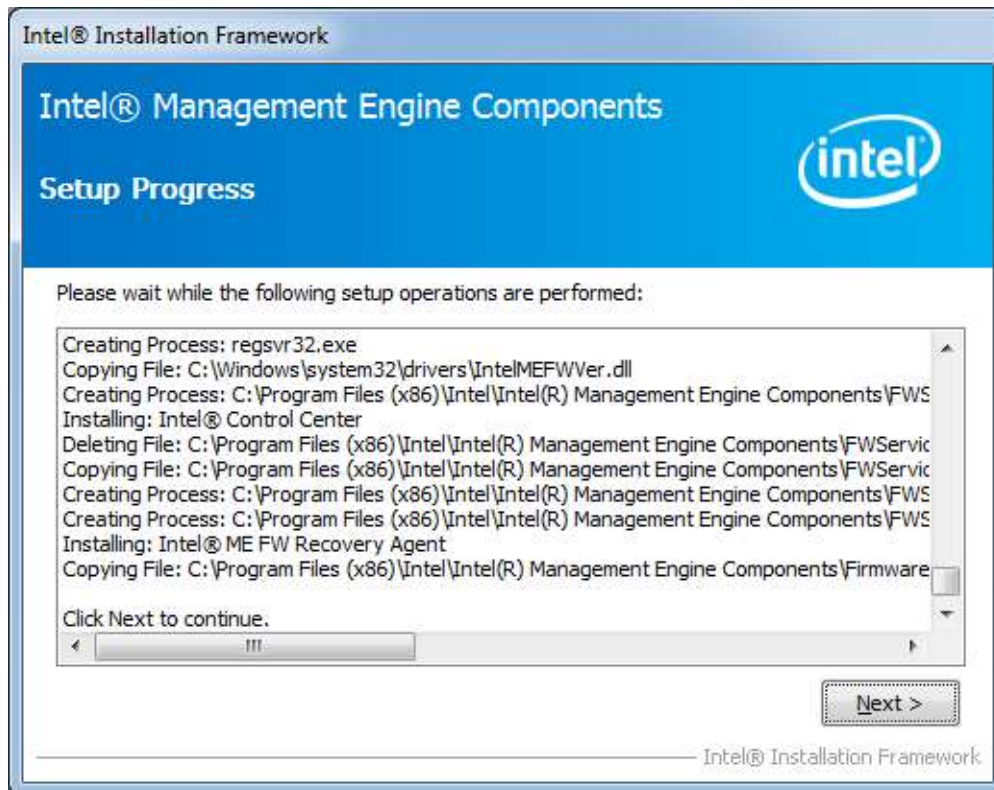 Intel® Installation Framework
Intel® Management Engine Components
intel
Setup Progress
Please wait while the following setup operations are performed:
Creating Process: regsvr32.exe
Copying File: C:\Windows\system32\drivers\IntelMEFWVer.dll
Creating Process: C:\Program Files (x86)\Intel\Intel(R) Management Engine Components\FWS
Installing: Intel® Control Center
Deleting File: C:\Program Files (x86)\Intel\Intel(R) Management Engine Components\FWServic
Copying File: C:\Program Files (x86)\Intel\Intel(R) Management Engine Components\FWServic
Creating Process: C:\Program Files (x86)\Intel\Intel(R) Management Engine Components\FWS
Creating Process: C:\Program Files (x86)\Intel\Intel(R) Management Engine Components\FWS
Installing: Intel® ME FW Recovery Agent
Copying File: C:\Program Files (x86)\Intel\Intel(R) Management Engine Components\Firmware
Click Next to continue.
Next >
Intel® Installation Framework